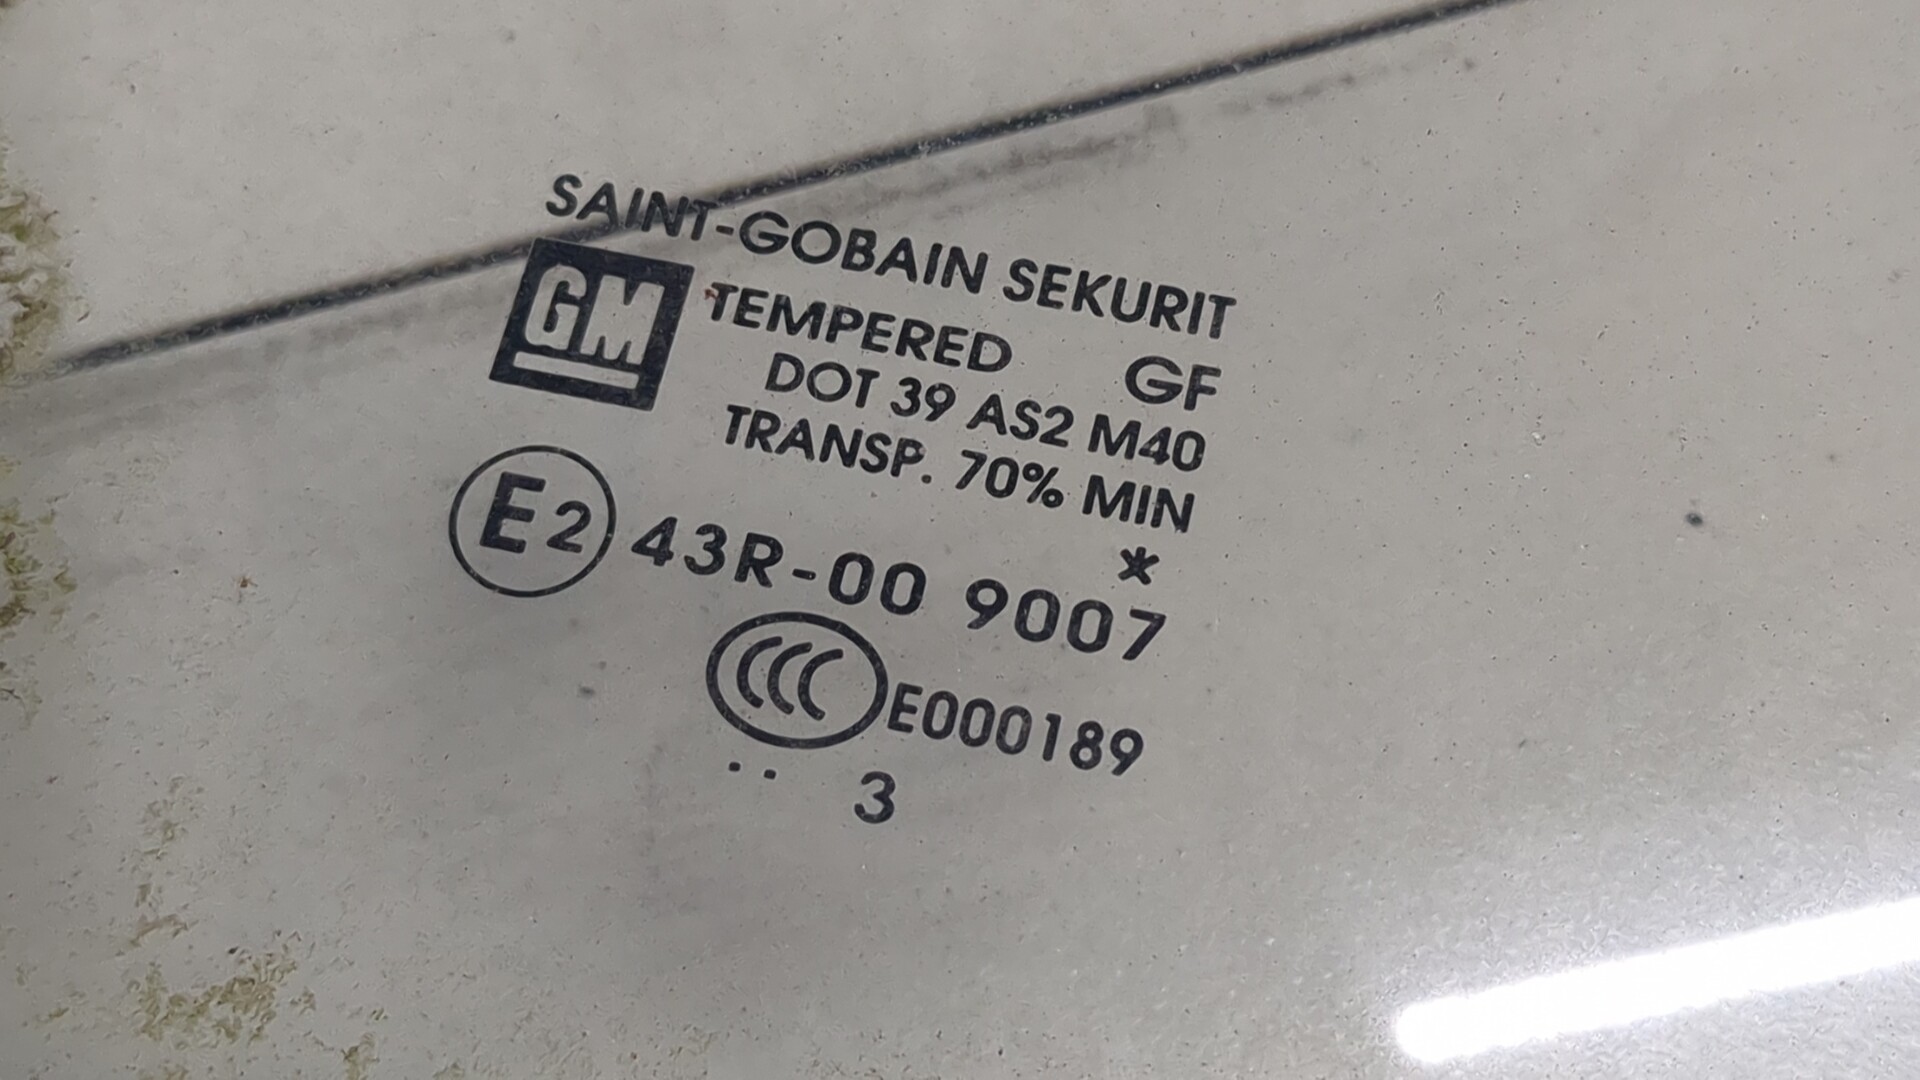 SAINT-GOBAIN SEKURIT
GM TEMPERED GF
DOT 39 AS2 M40
TRANSP. 70% MIN
*
E2 43R-00 9007
CCC E000189
.. 3